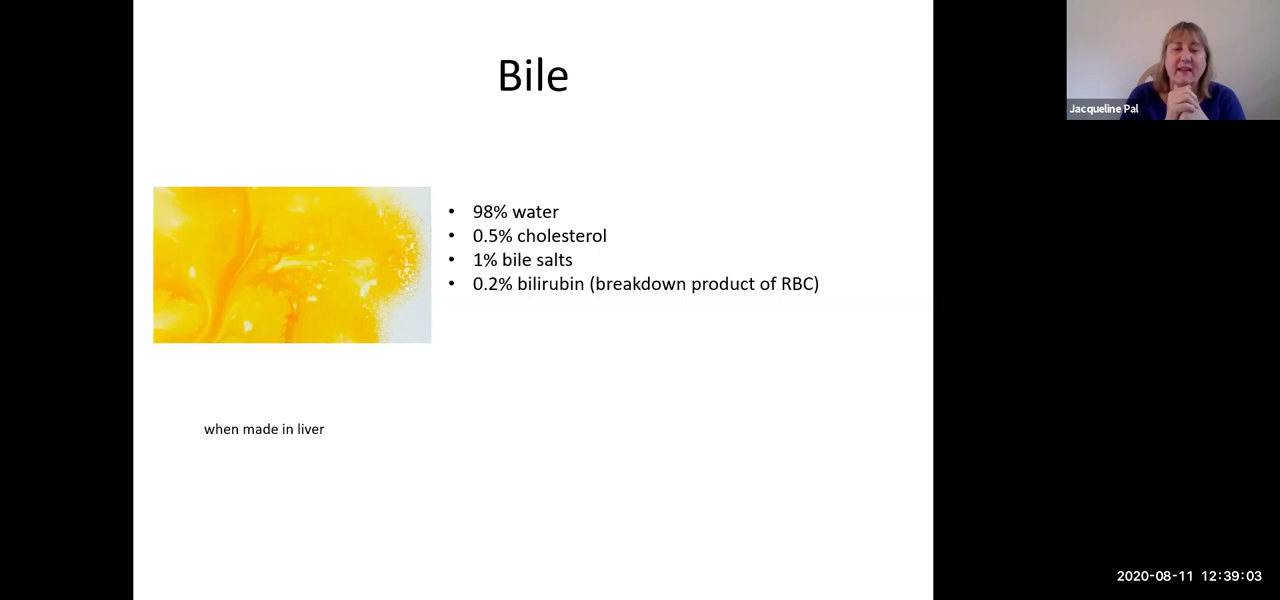 Bile
Jacqueline Pal
• 98% water
• 0.5% cholesterol
• 1% bile salts
• 0.2% bilirubin (breakdown product of RBC)
when made in liver
2020-08-11 12:39:03